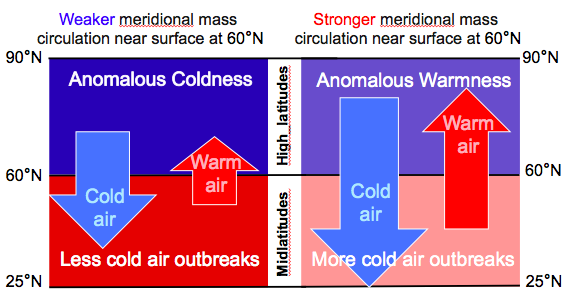 Weaker meridional mass
circulation near surface at 60°N
Stronger meridional mass
circulation near surface at 60°N
90°N
Anomalous Coldness
High latitudes
Anomalous Warmness
90°N
Warm
air
Warm
air
60°N
60°N
Cold
air
Cold
air
Midlatitudes
Less cold air outbreaks
More cold air outbreaks
25°N
25°N